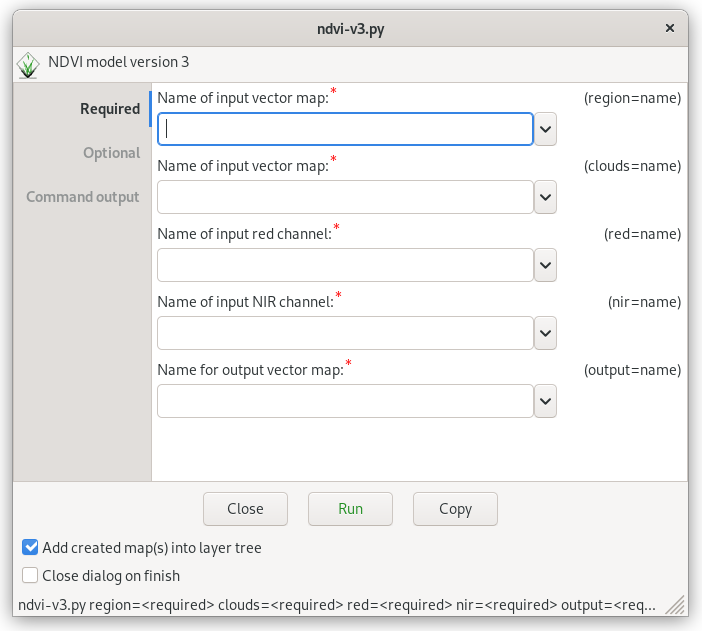 ndvi-v3.py
NDVI model version 3
Required
Optional
Command output
Name of input vector map:* (region=name)
Name of input vector map:* (clouds=name)
Name of input red channel:* (red=name)
Name of input NIR channel:* (nir=name)
Name for output vector map:* (output=name)
Close Run Copy
Add created map(s) into layer tree
Close dialog on finish
ndvi-v3.py region=<required> clouds=<required> red=<required> nir=<required> output=<req...